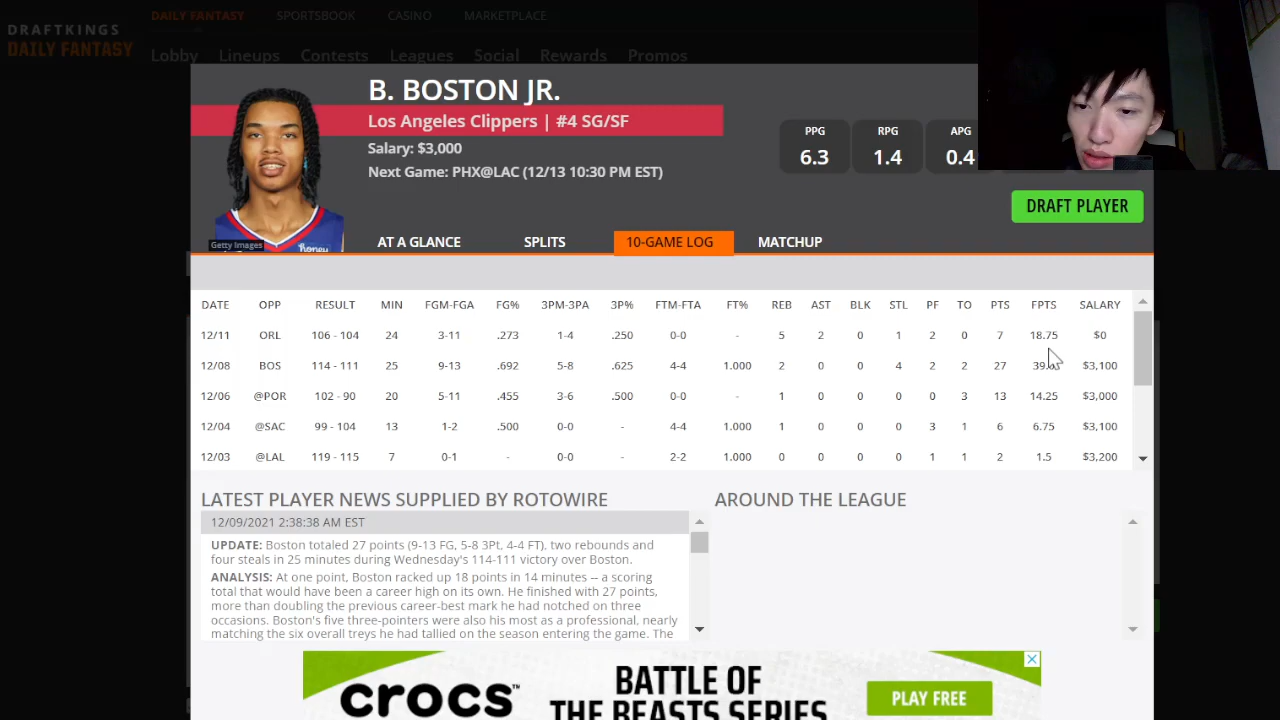 DRAFTKINGS
DAILY FANTASY
DAILY FANTASY SPORTSBOOK CASINO MARKETPLACE
Lobby Lineups Contests Leagues Social Rewards Promos
B. BOSTON JR.
Los Angeles Clippers | #4 SG/SF
Salary: $3,000
Next Game: PHX@LAC (12/13 10:30 PM EST)
PPG RPG APG
6.3 1.4 0.4
DRAFT PLAYER
Getty Images
honey
AT A GLANCE SPLITS 10-GAME LOG MATCHUP
DATE OPP RESULT MIN FGM-FGA FG% 3PM-3PA 3P% FTM-FTA FT% REB AST BLK STL PF TO PTS FPTS SALARY
12/11 ORL 106 - 104 24 3-11 .273 1-4 .250 0-0 - 5 2 0 1 2 0 7 18.75 $0
12/08 BOS 114 - 111 25 9-13 .692 5-8 .625 4-4 1.000 2 0 0 4 2 2 27 $3,100
12/06 @POR 102 - 90 20 5-11 .455 3-6 .500 0-0 - 1 0 0 0 0 3 13 14.25 $3,000
12/04 @SAC 99 - 104 13 1-2 .500 0-0 - 4-4 1.000 1 0 0 0 3 1 6 6.75 $3,100
12/03 @LAL 119 - 115 7 0-1 - 0-0 - 2-2 1.000 0 0 0 0 1 1 2 1.5 $3,200
LATEST PLAYER NEWS SUPPLIED BY ROTOWIRE
12/09/2021 2:38:38 AM EST
UPDATE: Boston totaled 27 points (9-13 FG, 5-8 3Pt, 4-4 FT), two rebounds and
four steals in 25 minutes during Wednesday's 114-111 victory over Boston.
ANALYSIS: At one point, Boston racked up 18 points in 14 minutes -- a scoring
total that would have been a career high on its own. He finished with 27 points,
more than doubling the previous career-best mark he had notched on three
occasions. Boston's five three-pointers were also his most as a professional, nearly
matching the six overall treys he had tallied on the season entering the game. The
AROUND THE LEAGUE
crocs™
BATTLE OF
THE BEASTS SERIES
PLAY FREE